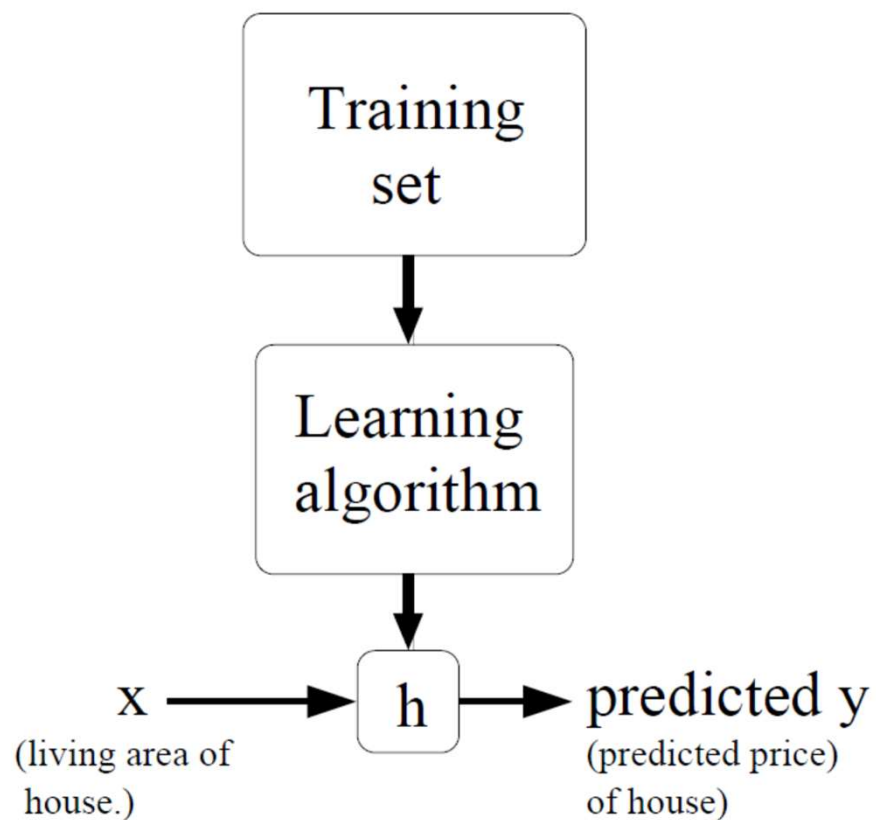 Training
set
Learning
algorithm
x
h
predicted y
(living area of
house.)
(predicted price)
of house)